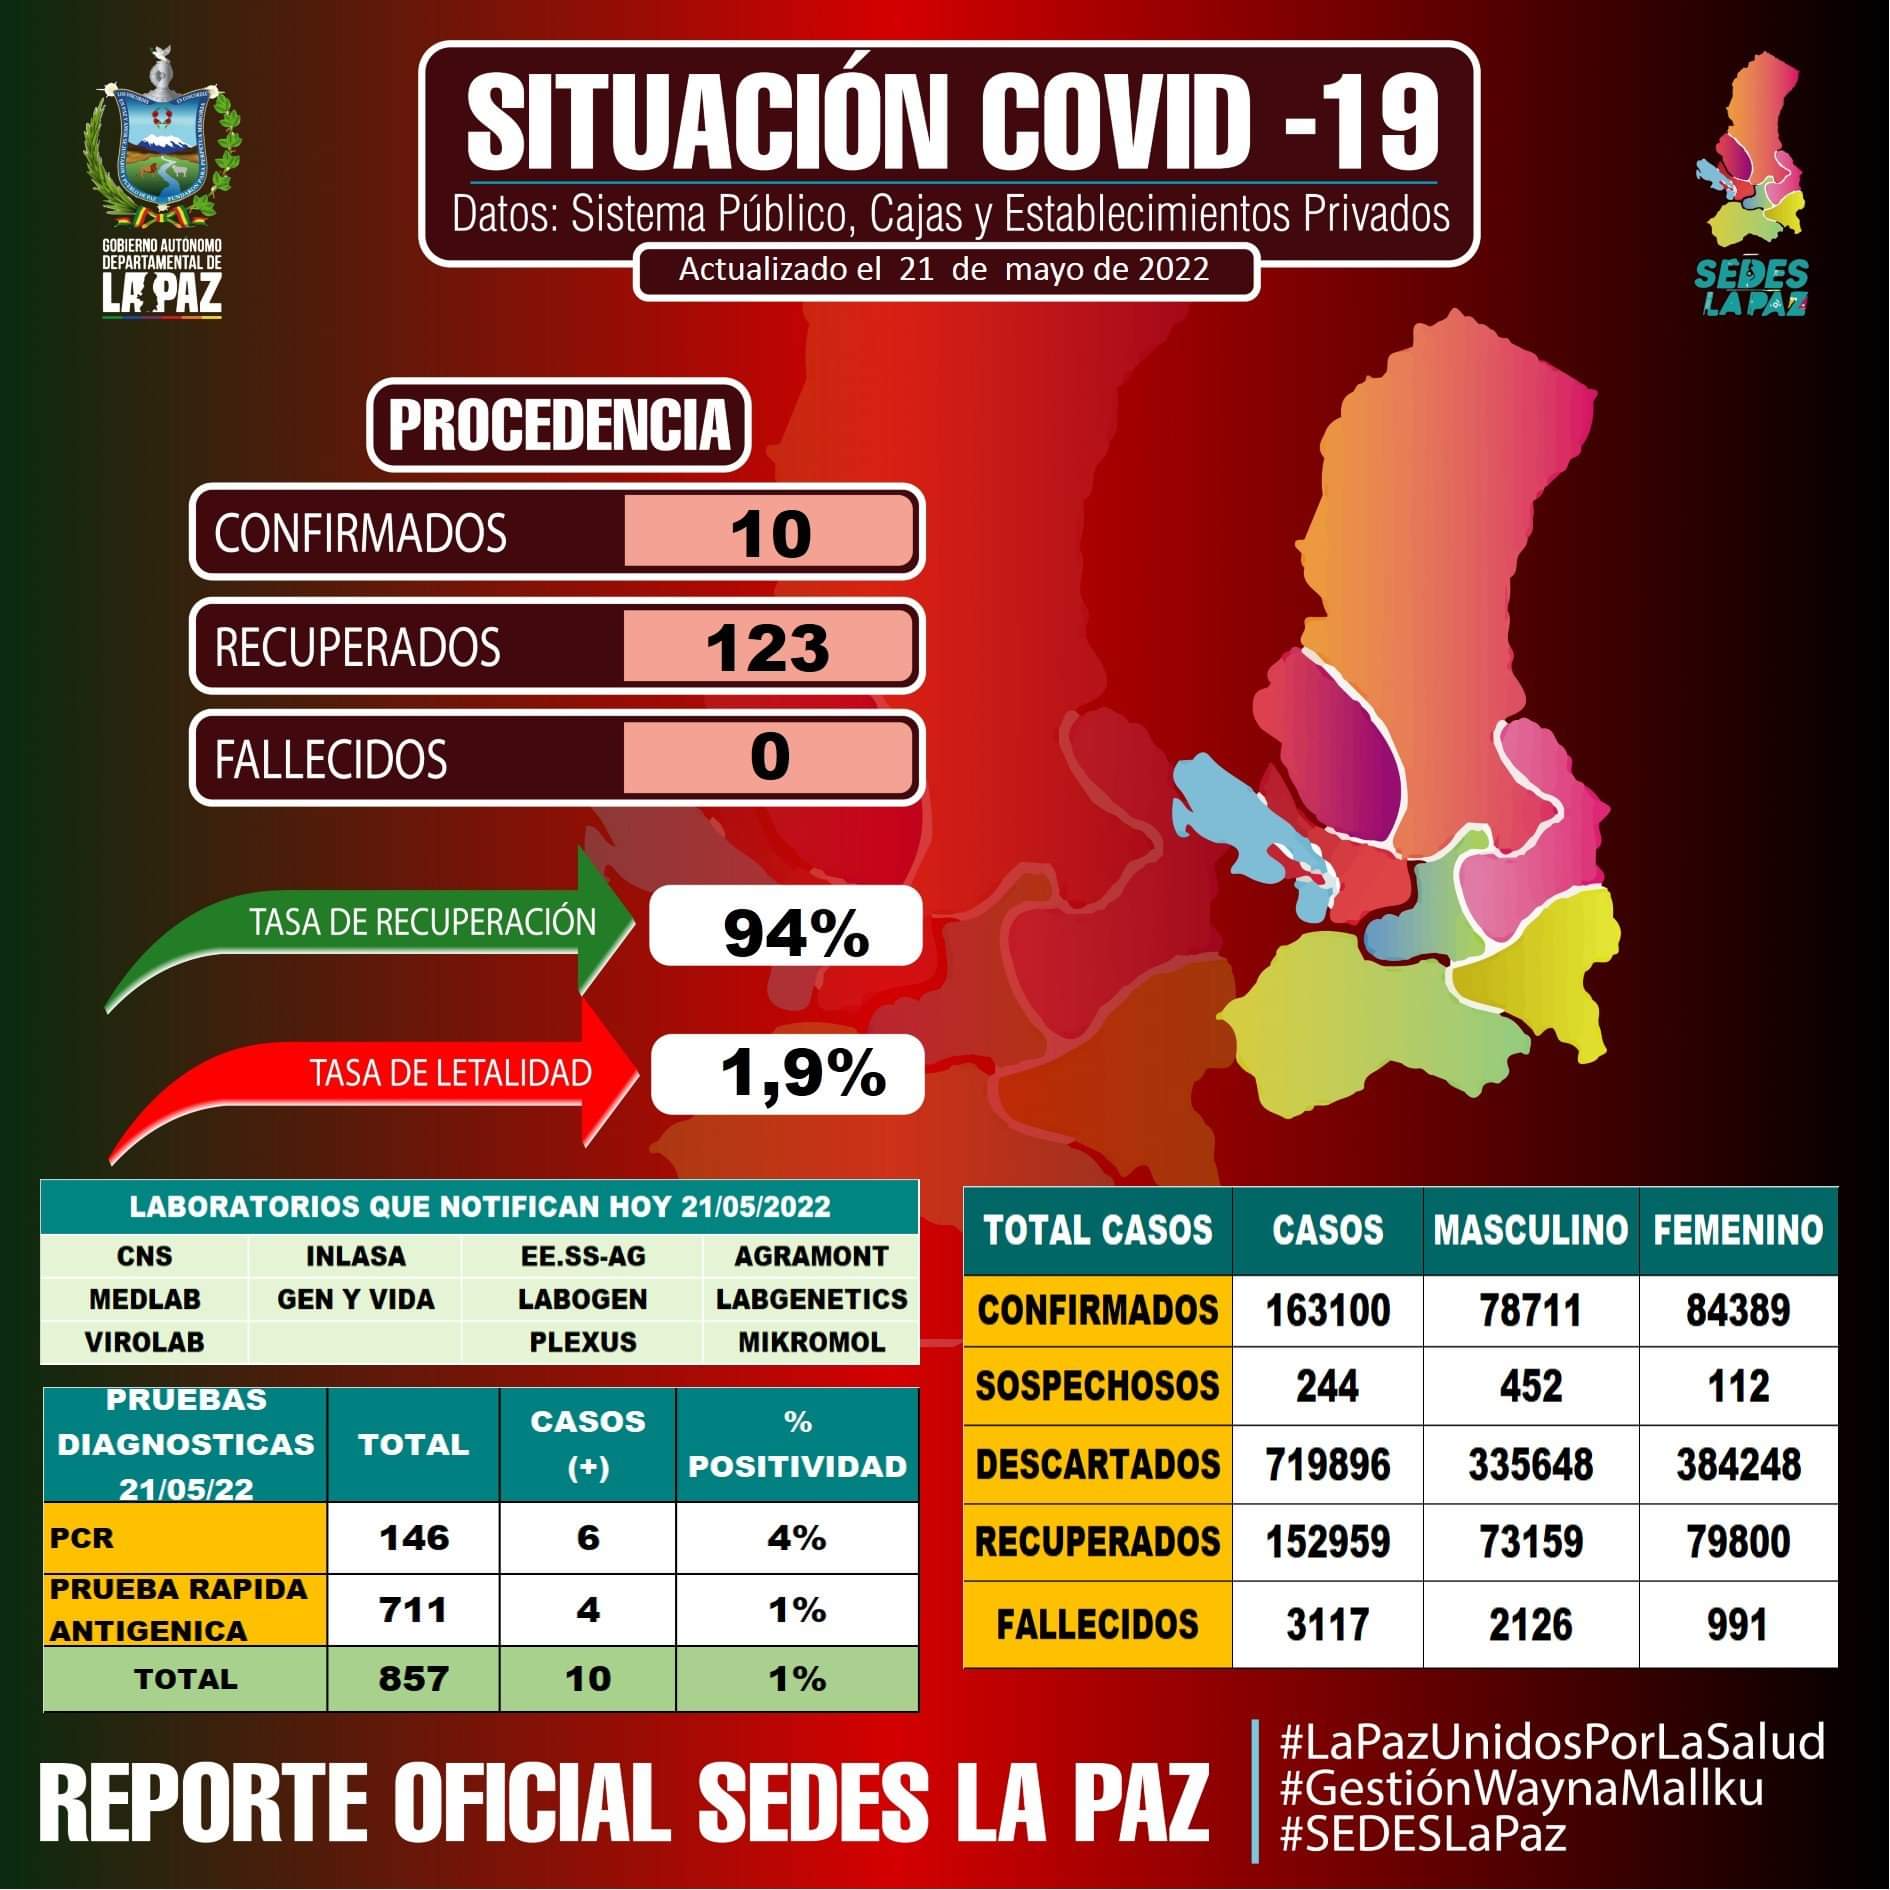 SITUACIÓN COVID -19
Datos: Sistema Público, Cajas y Establecimientos Privados
Actualizado el 21 de mayo de 2022
GOBIERNO AUTÓNOMO
DEPARTAMENTAL DE
LA PAZ
SEDES
LA PAZ
PROCEDENCIA
CONFIRMADOS 10
RECUPERADOS 123
FALLECIDOS 0
TASA DE RECUPERACIÓN 94%
TASA DE LETALIDAD 1,9%
LABORATORIOS QUE NOTIFICAN HOY 21/05/2022
CNS INLASA EE.SS-AG AGRAMONT
MEDLAB GEN Y VIDA LABOGEN LABGENETICS
VIROLAB PLEXUS MIKROMOL
PRUEBAS
DIAGNOSTICAS
21/05/22
TOTAL
CASOS
(+)
%
POSITIVIDAD
PCR 146 6 4%
PRUEBA RAPIDA
ANTIGENICA
711 4 1%
TOTAL 857 10 1%
TOTAL CASOS CASOS MASCULINO FEMENINO
CONFIRMADOS 163100 78711 84389
SOSPECHOSOS 244 452 112
DESCARTADOS 719896 335648 384248
RECUPERADOS 152959 73159 79800
FALLECIDOS 3117 2126 991
REPORTE OFICIAL SEDES LA PAZ
#LaPazUnidosPorLaSalud
#GestiónWaynaMallku
#SEDESLaPaz